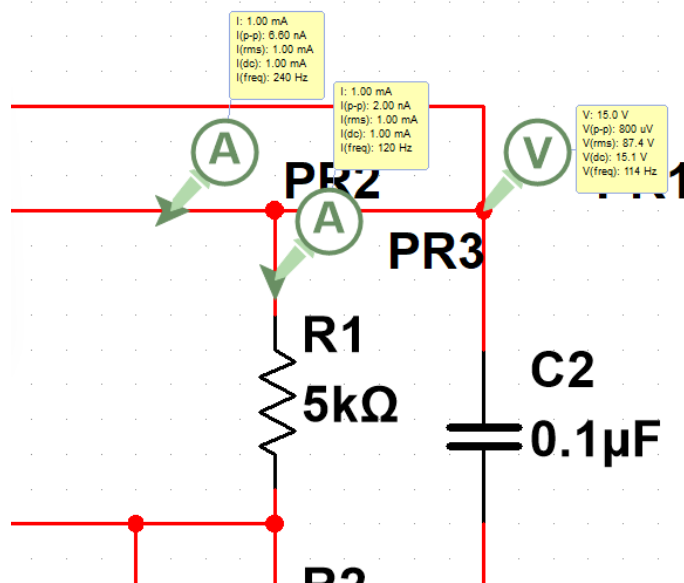 I: 1.00 mA
I(p-p): 6.60 nA
I(rms): 1.00 mA
I(dc): 1.00 mA
I(freq): 240 Hz
I: 1.00 mA
I(p-p): 2.00 nA
I(rms): 1.00 mA
I(dc): 1.00 mA
I(freq): 120 Hz
V: 15.0 V
V(p-p): 800 uV
V(rms): 87.4 V
V(dc): 15.1 V
V(freq): 114 Hz
A
V
PR2
A
PR3
R1
5kΩ
C2
0.1µF
R2